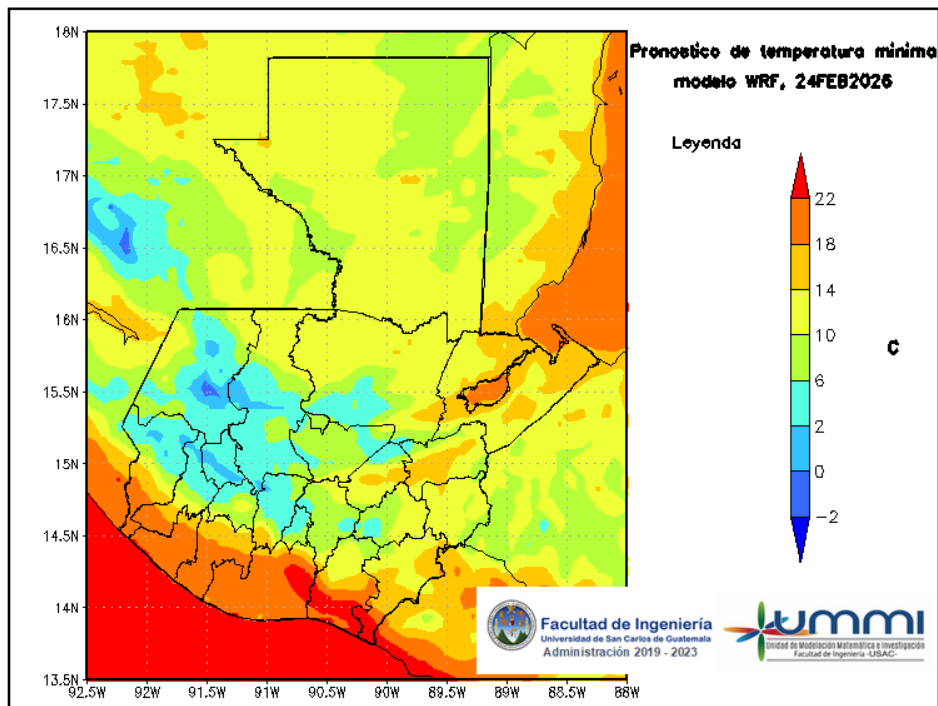 Pronostico de temperatura minima
modelo WRF, 24FEB2026
Leyenda
22
18
14
10
6
2
0
−2
C
18N
17.5N
17N
16.5N
16N
15.5N
15N
14.5N
14N
13.5N
92.5W 92W 91.5W 91W 90.5W 90W 89.5W 89W 88.5W 88W
Facultad de Ingeniería
Universidad de San Carlos de Guatemala
Administración 2019 - 2023
ummi
Unidad de Modelación Matemática e Investigación
Facultad de Ingeniería -USAC-